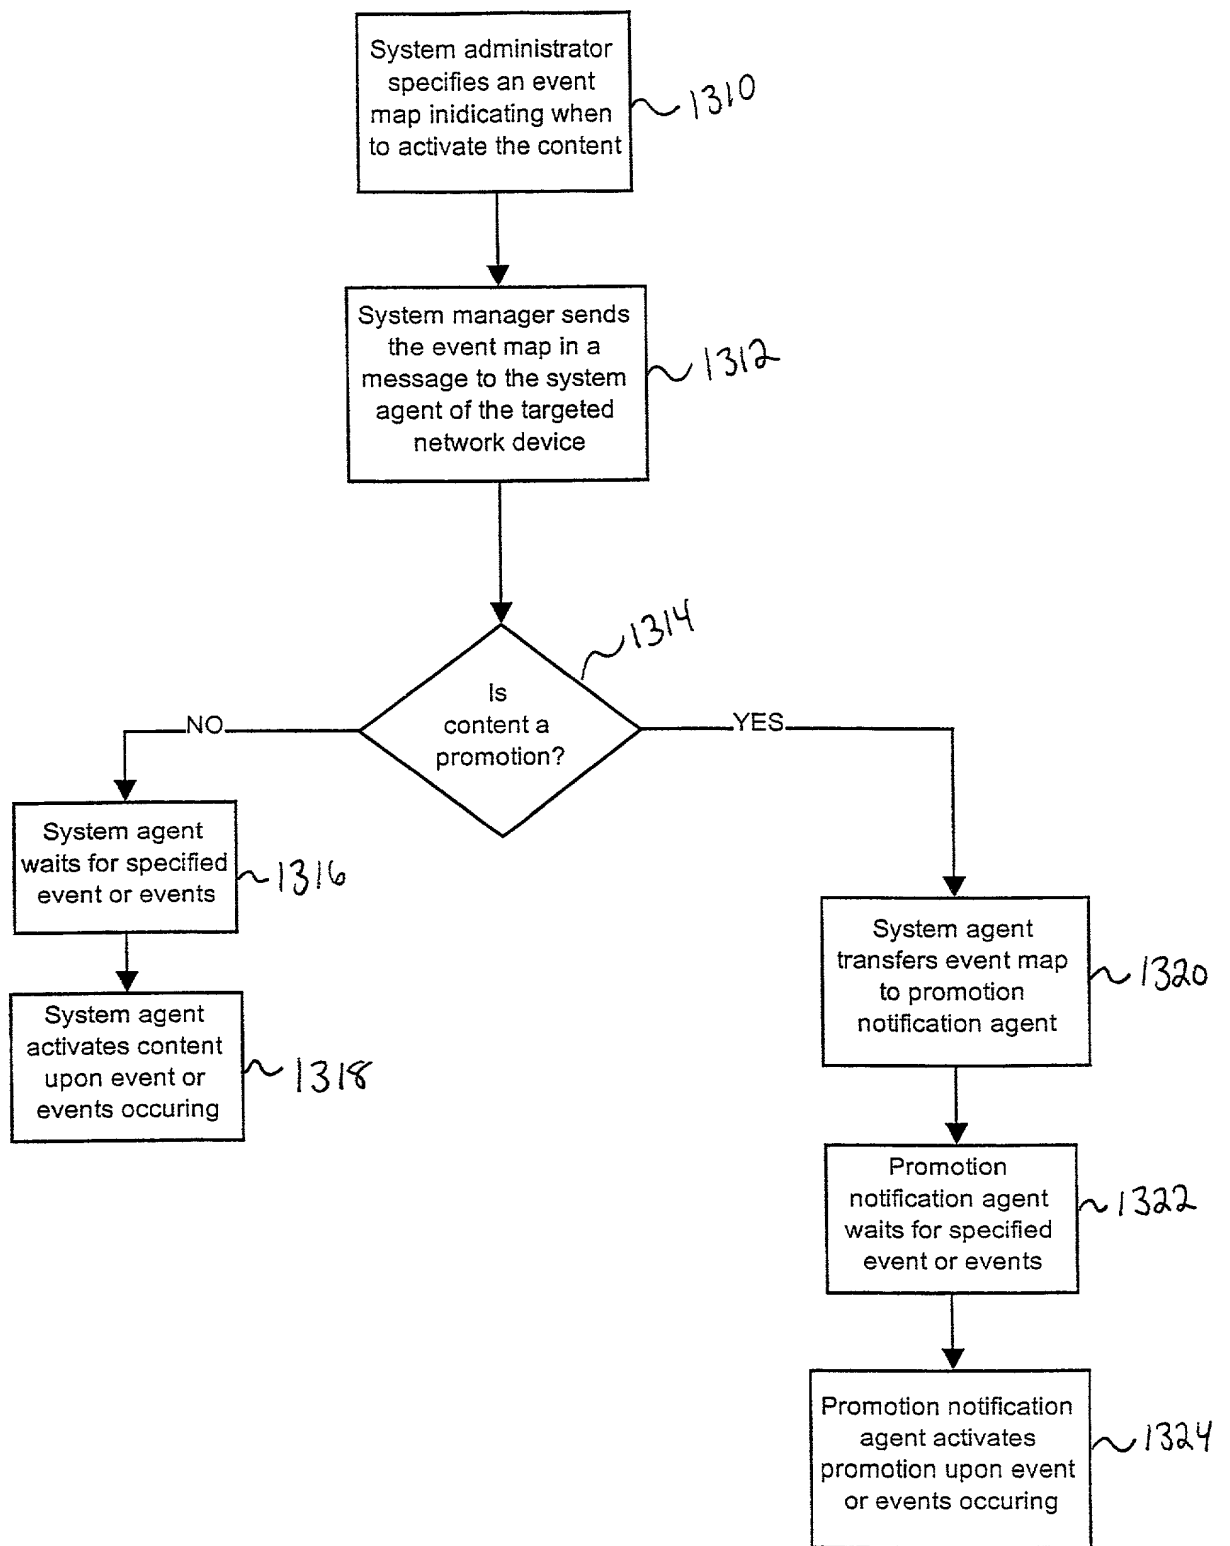 System administrator
specifies an event
map inidicating when
to activate the content
1310
System manager sends
the event map in a
message to the system
agent of the targeted
network device
1312
Is
content a
promotion?
1314
NO
YES
System agent
waits for specified
event or events
1316
System agent
activates content
upon event or
events occuring
1318
System agent
transfers event map
to promotion
notification agent
1320
Promotion
notification agent
waits for specified
event or events
1322
Promotion notification
agent activates
promotion upon event
or events occuring
1324